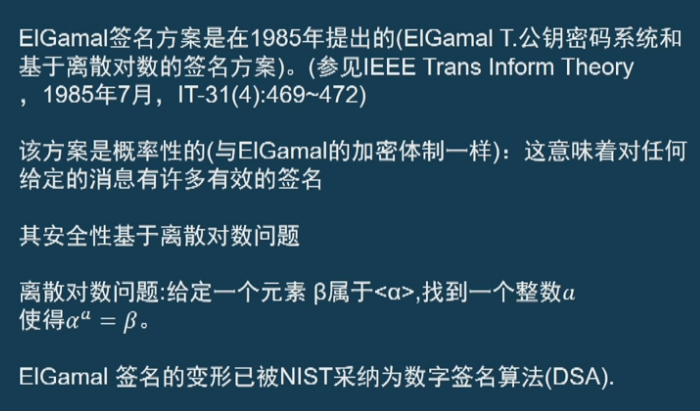 ElGamal签名方案是在1985年提出的(ElGamal T.公钥密码系统和
基于离散对数的签名方案)。(参见IEEE Trans Inform Theory
，1985年7月，IT-31(4):469~472)
该方案是概率性的(与ElGamal的加密体制一样)：这意味着对任何
给定的消息有许多有效的签名
其安全性基于离散对数问题
离散对数问题:给定一个元素 β属于<α>,找到一个整数a
使得αᵃ = β。
ElGamal 签名的变形已被NIST采纳为数字签名算法(DSA).